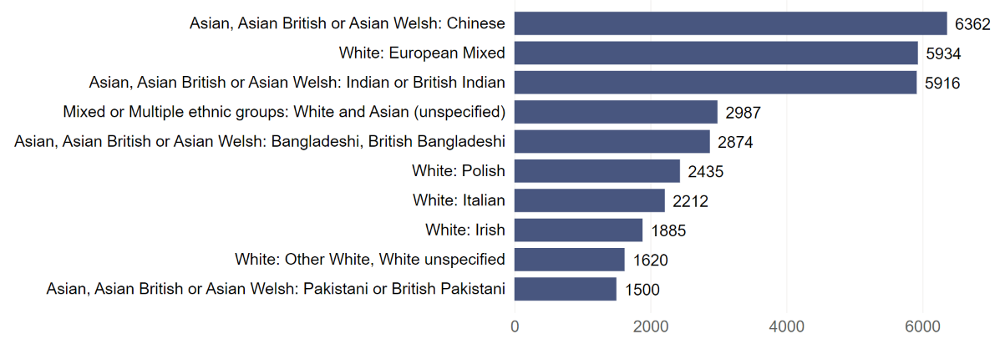 Asian, Asian British or Asian Welsh: Chinese 6362
White: European Mixed 5934
Asian, Asian British or Asian Welsh: Indian or British Indian 5916
Mixed or Multiple ethnic groups: White and Asian (unspecified) 2987
Asian, Asian British or Asian Welsh: Bangladeshi, British Bangladeshi 2874
White: Polish 2435
White: Italian 2212
White: Irish 1885
White: Other White, White unspecified 1620
Asian, Asian British or Asian Welsh: Pakistani or British Pakistani 1500
0 2000 4000 6000